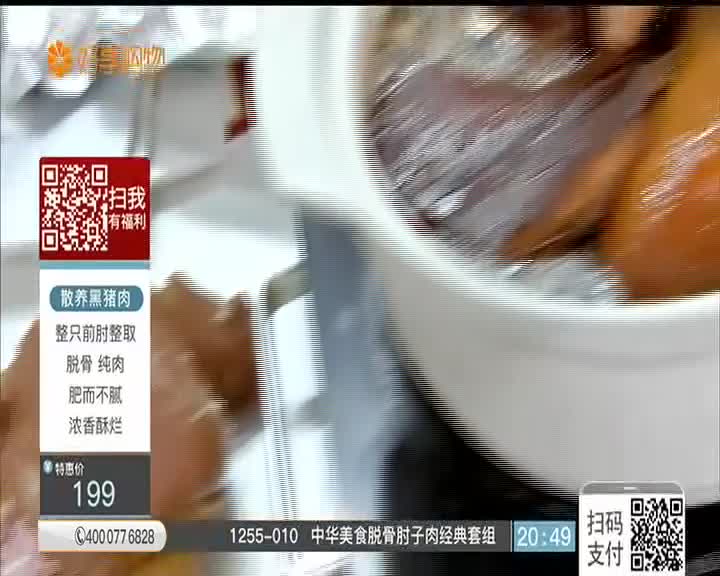 扫我
有福利
散养黑猪肉
整只前肘整取
脱骨 纯肉
肥而不腻
浓香酥烂
特惠价
199
4000776828
1255-010 中华美食脱骨肘子肉经典套组
20:49
扫码
支付